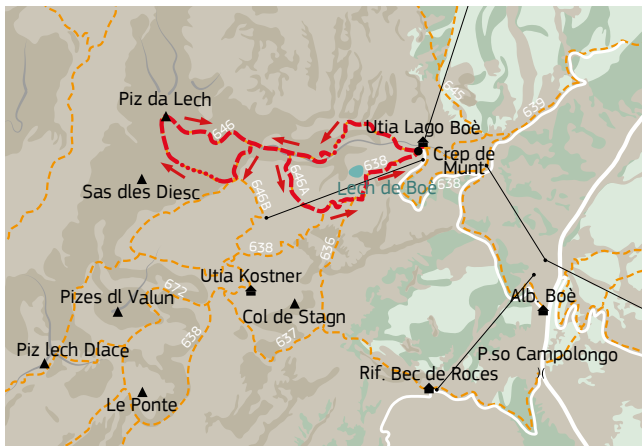 645
639
Piz da Lech
646
Utia Lago Boè
Crep de
Munt
638
638
Lech de Boé
Sas dles Diesc
646B
646A
638
636
Utia Kostner
672
Pizes dl Valun
Col de Stagn
Alb. Boè
638
637
Piz lech Dlace
P.so Campolongo
Rif. Bec de Roces
Le Ponte